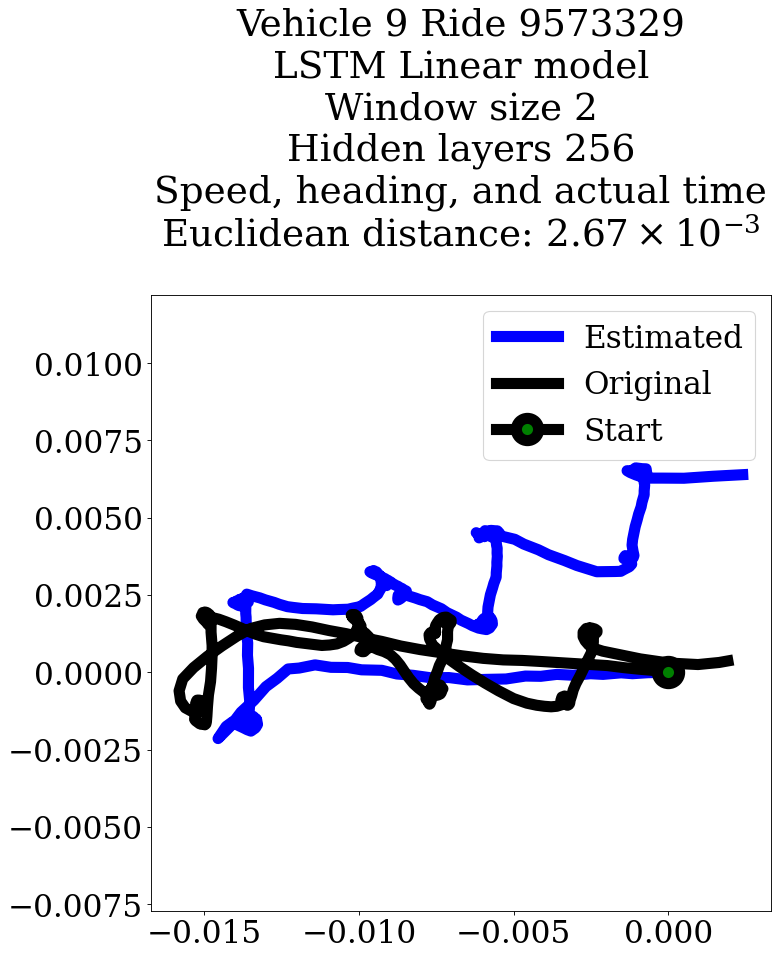 Vehicle 9 Ride 9573329
LSTM Linear model
Window size 2
Hidden layers 256
Speed, heading, and actual time
Euclidean distance: 2.67 × 10⁻³
Estimated
Original
Start
0.0100
0.0075
0.0050
0.0025
0.0000
−0.0025
−0.0050
−0.0075
−0.015 −0.010 −0.005 0.000